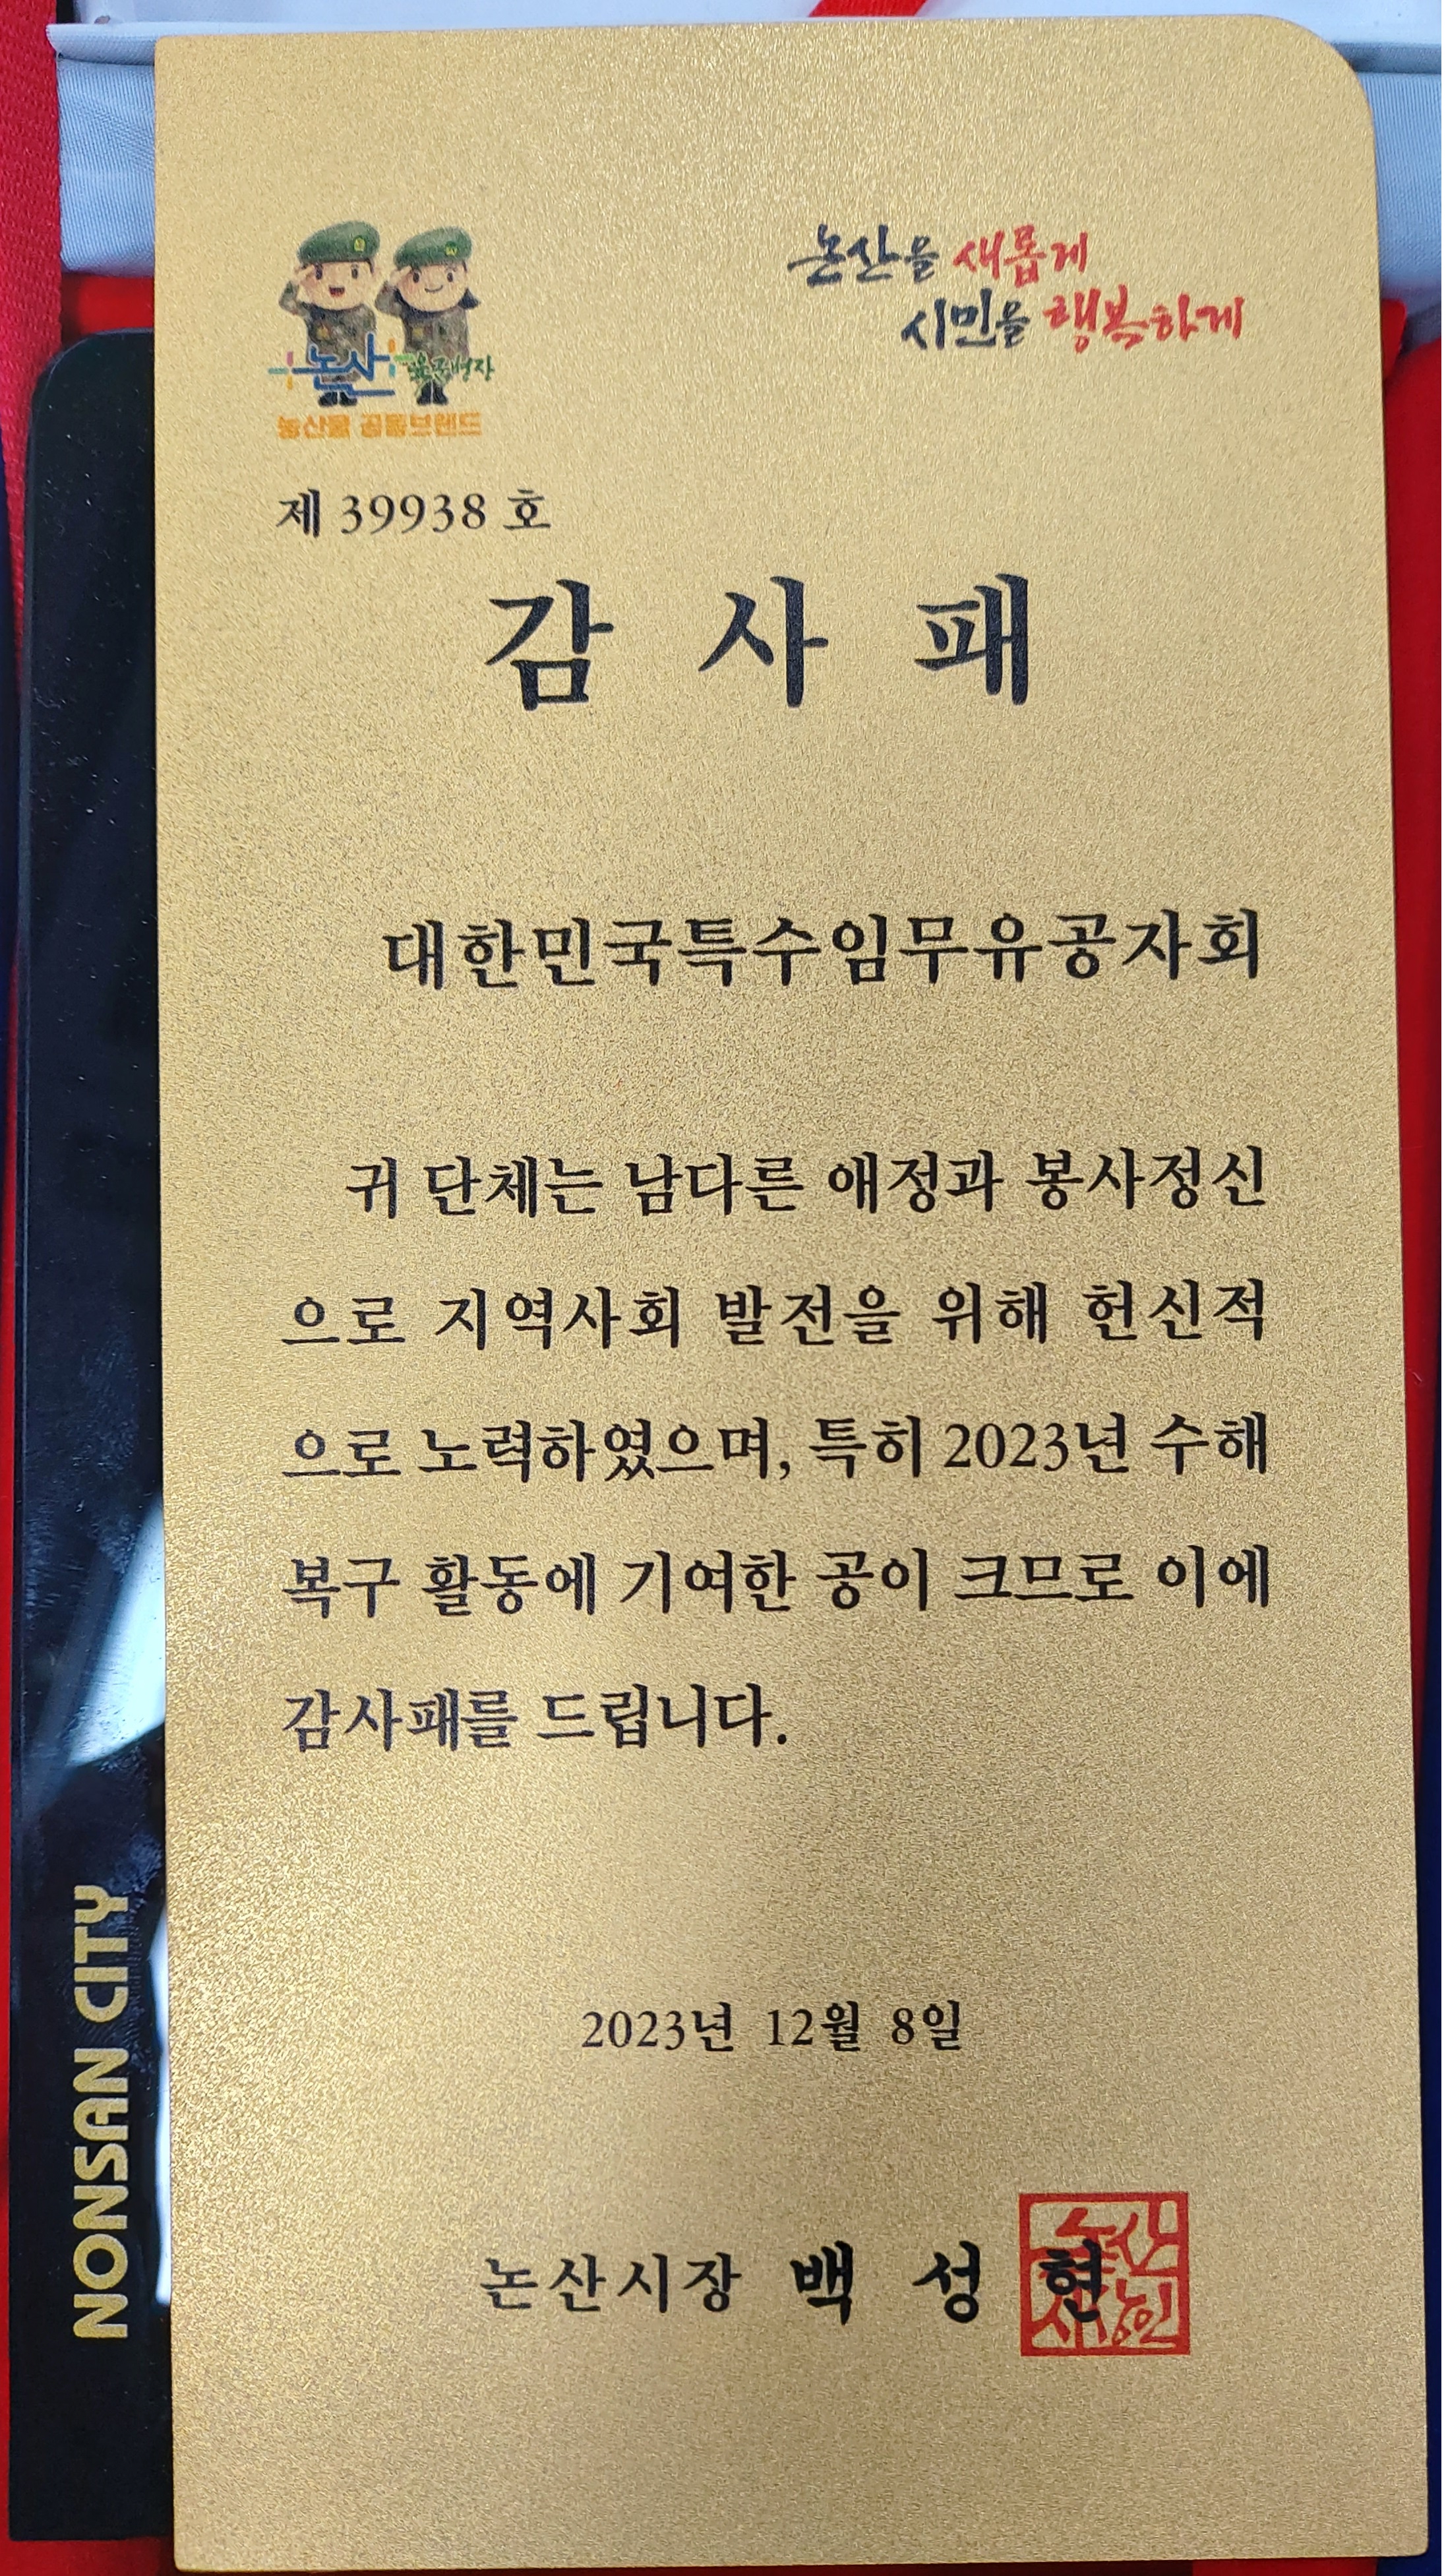 논산을 새롭게
시민을 행복하게
논산 육군병장
농산물 공동브랜드
제 39938 호
감 사 패
대한민국특수임무유공자회
귀 단체는 남다른 애정과 봉사정신
으로 지역사회 발전을 위해 헌신적
으로 노력하였으며, 특히 2023년 수해
복구 활동에 기여한 공이 크므로 이에
감사패를 드립니다.
2023년 12월 8일
논산시장 백 성 현
NONSAN CITY